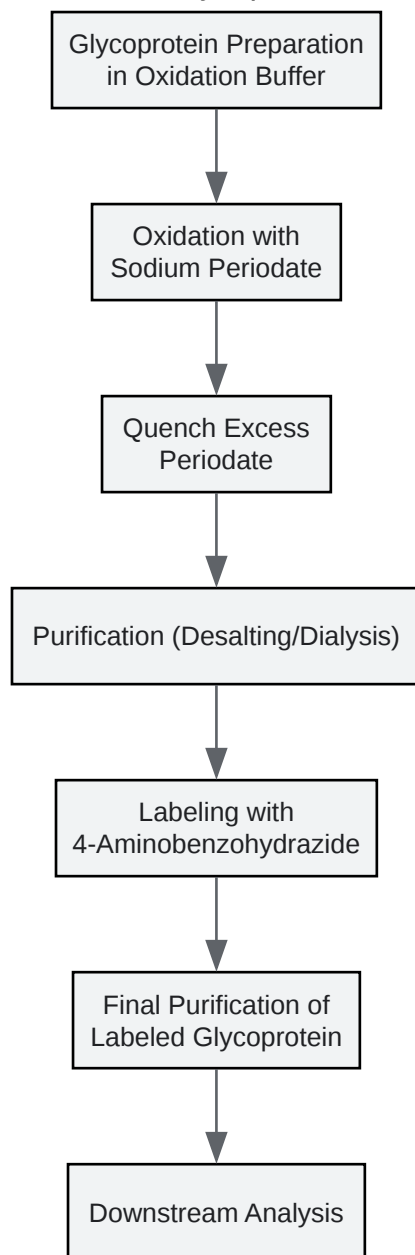 Glycoprotein Preparation
in Oxidation Buffer
Oxidation with
Sodium Periodate
Quench Excess
Periodate
Purification (Desalting/Dialysis)
Labeling with
4-Aminobenzohydrazide
Final Purification of
Labeled Glycoprotein
Downstream Analysis